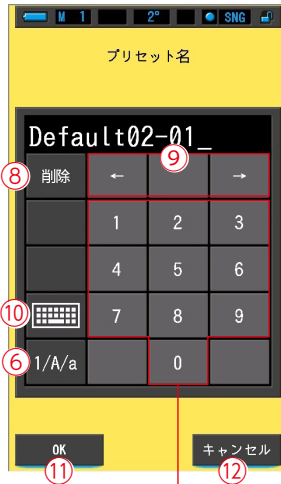 M 1 2° SNG
プリセット名
Default02-01_
⑨
⑧ 削除 ← →
1 2 3
4 5 6
⑩ 7 8 9
⑥ 1/A/a 0
OK キャンセル
⑪ ⑫